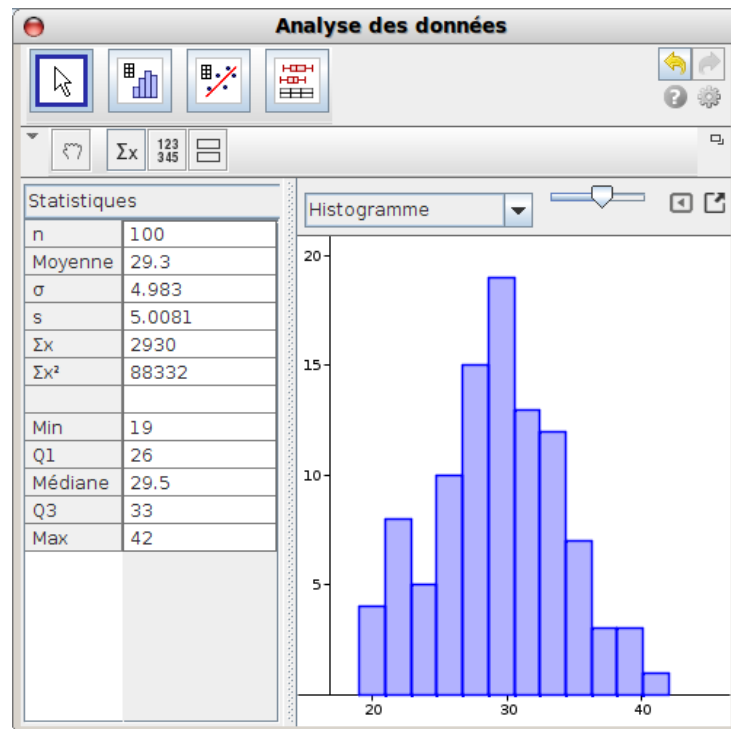 Analyse des données
Σx
123
345
Statistiques
n 100
Moyenne 29.3
σ 4.983
s 5.0081
Σx 2930
Σx² 88332
Min 19
Q1 26
Médiane 29.5
Q3 33
Max 42
Histogramme
20
15
10
5
20 30 40